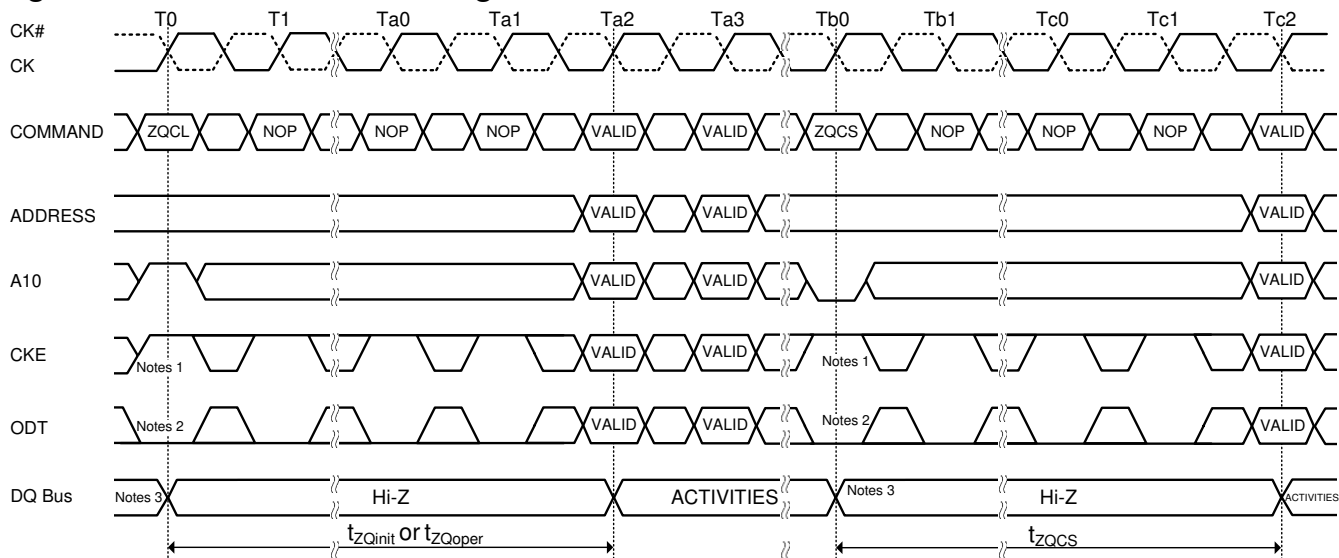 T0 T1 Ta0 Ta1 Ta2 Ta3 Tb0 Tb1 Tc0 Tc1 Tc2
CK#
CK
COMMAND ZQCL NOP NOP NOP VALID VALID ZQCS NOP NOP NOP VALID
ADDRESS VALID VALID VALID
A10 VALID VALID VALID
CKE Notes 1 VALID VALID Notes 1 VALID
ODT Notes 2 VALID VALID Notes 2 VALID
DQ Bus Notes 3 Hi-Z ACTIVITIES Notes 3 Hi-Z ACTIVITIES
tZQinit or tZQoper tZQCS